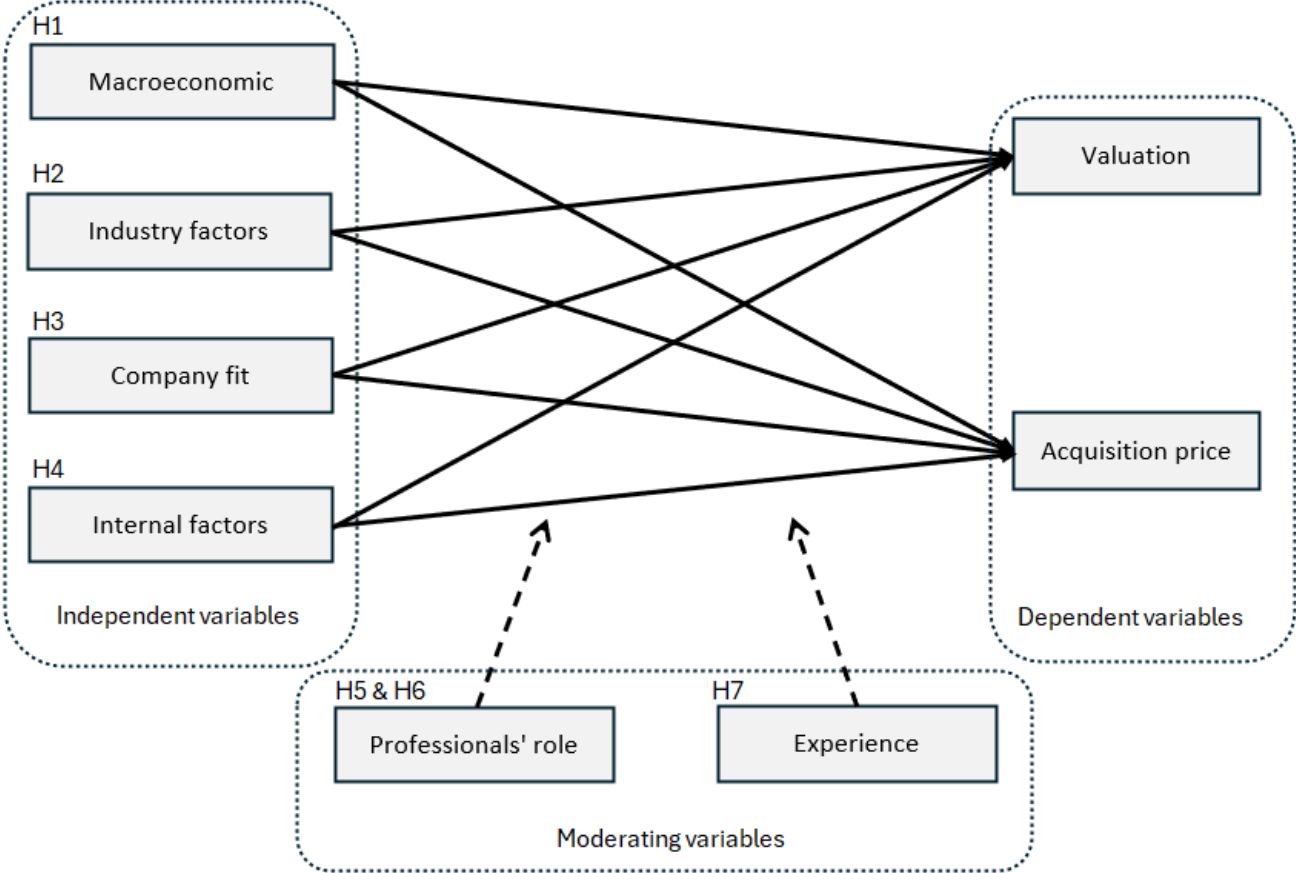 H1
Macroeconomic
H2
Industry factors
H3
Company fit
H4
Internal factors
Independent variables
Valuation
Acquisition price
Dependent variables
H5 & H6
Professionals' role
H7
Experience
Moderating variables